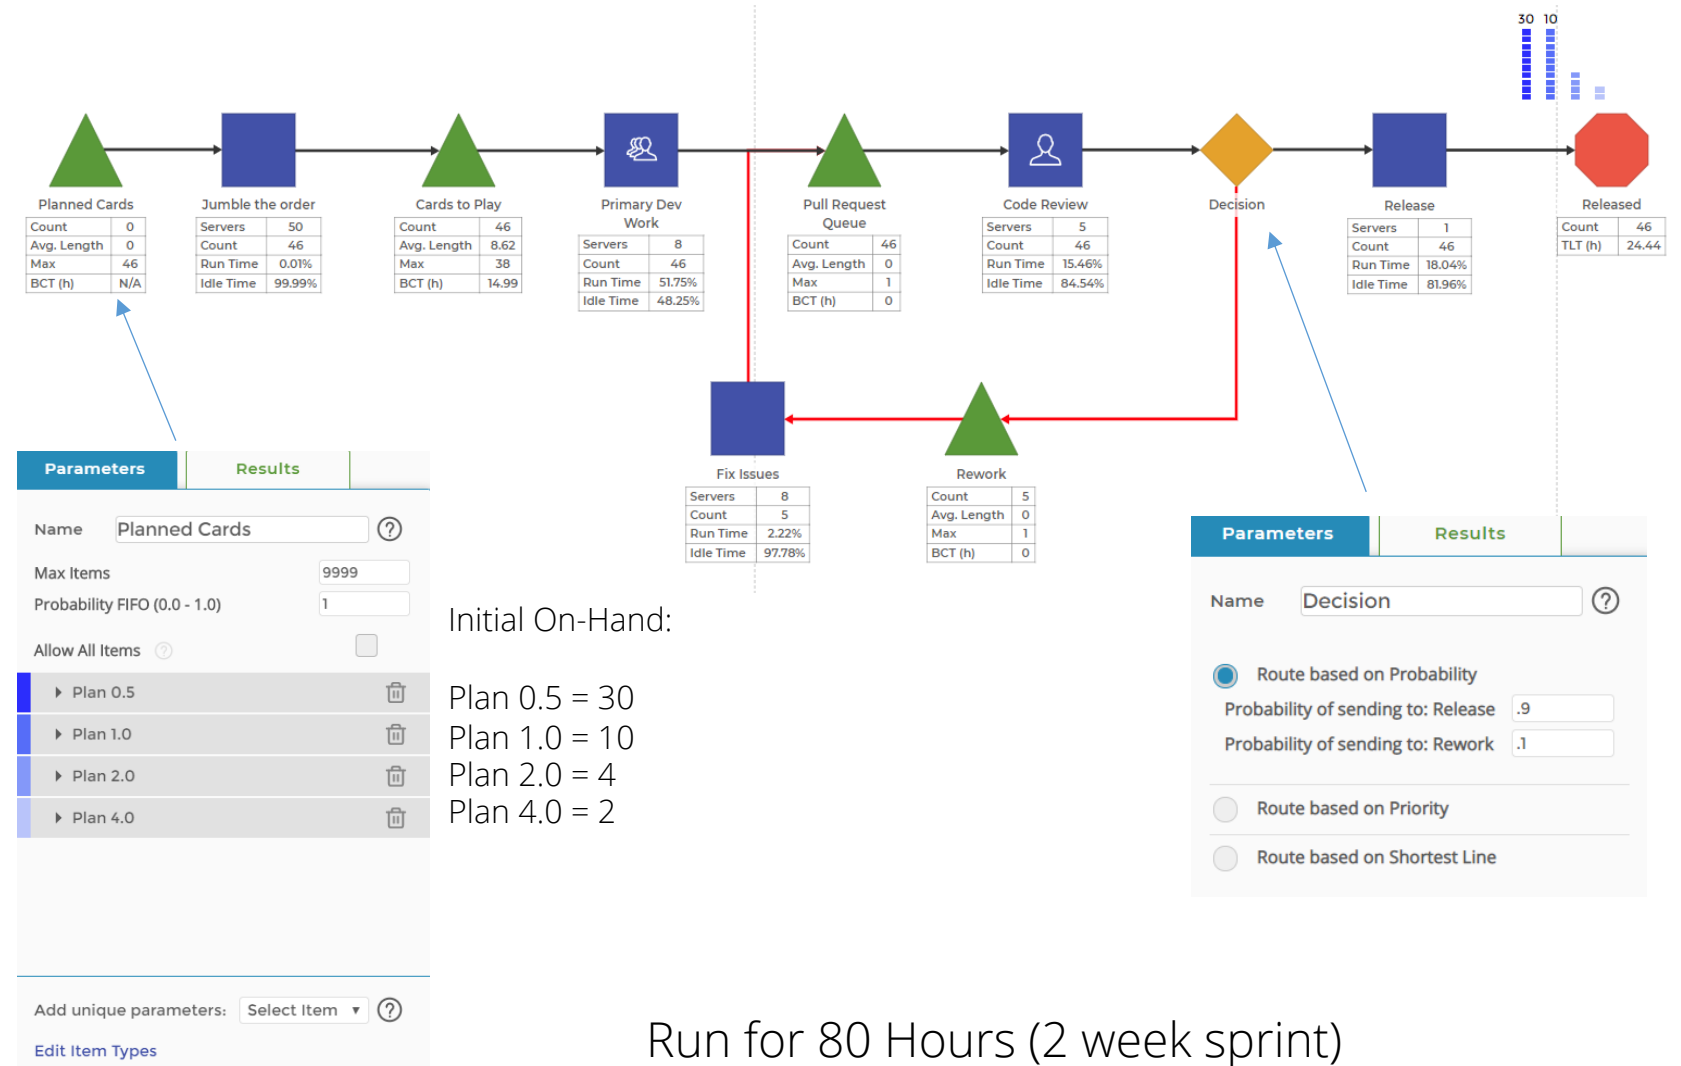 30 10
Planned Cards
Count 0
Avg. Length 0
Max 46
BCT (h) N/A
Jumble the order
Servers 50
Count 46
Run Time 0.01%
Idle Time 99.99%
Cards to Play
Count 46
Avg. Length 8.62
Max 38
BCT (h) 14.99
Primary Dev
Work
Servers 8
Count 46
Run Time 51.75%
Idle Time 48.25%
Pull Request
Queue
Count 46
Avg. Length 0
Max 1
BCT (h) 0
Code Review
Servers 5
Count 46
Run Time 15.46%
Idle Time 84.54%
Decision
Release
Servers 1
Count 46
Run Time 18.04%
Idle Time 81.96%
Released
Count 46
TLT (h) 24.44
Fix Issues
Servers 8
Count 5
Run Time 2.22%
Idle Time 97.78%
Rework
Count 5
Avg. Length 0
Max 1
BCT (h) 0
Parameters Results
Name Planned Cards ?
Max Items 9999
Probability FIFO (0.0 - 1.0) 1
Allow All Items ?
Plan 0.5
Plan 1.0
Plan 2.0
Plan 4.0
Add unique parameters: Select Item ?
Edit Item Types
Initial On-Hand:
Plan 0.5 = 30
Plan 1.0 = 10
Plan 2.0 = 4
Plan 4.0 = 2
Parameters Results
Name Decision ?
Route based on Probability
Probability of sending to: Release .9
Probability of sending to: Rework .1
Route based on Priority
Route based on Shortest Line
Run for 80 Hours (2 week sprint)